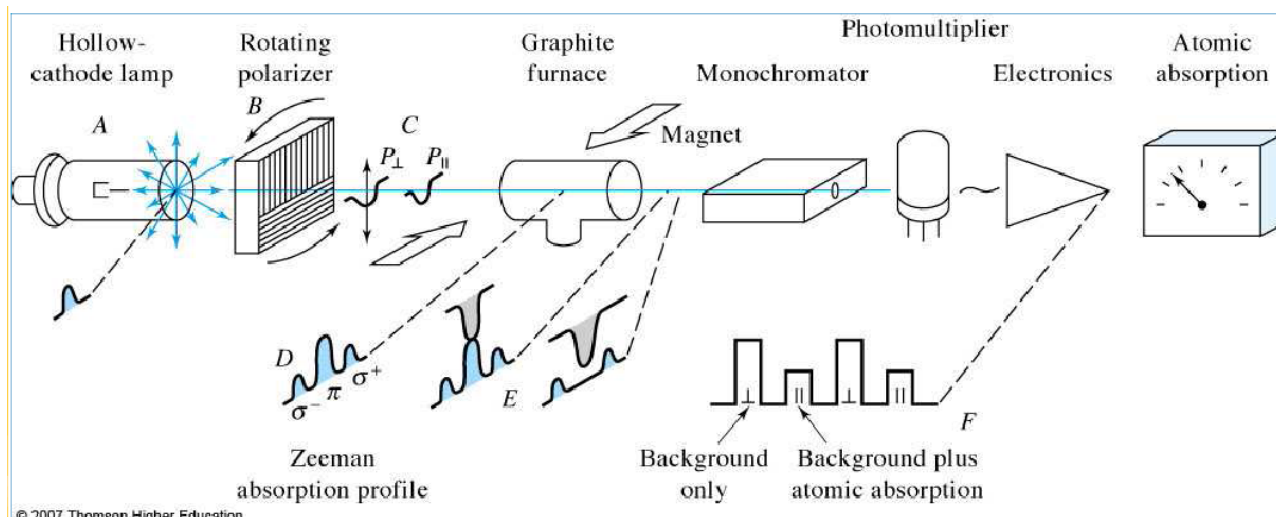 Hollow-
cathode lamp
Rotating
polarizer
Graphite
furnace
Photomultiplier
Monochromator
Electronics
Atomic
absorption
A
B
C
P⊥
P||
Magnet
D
σ−
π
σ+
E
⊥
||
⊥
||
F
Zeeman
absorption profile
Background
only
Background plus
atomic absorption
© 2007 Thomson Higher Education